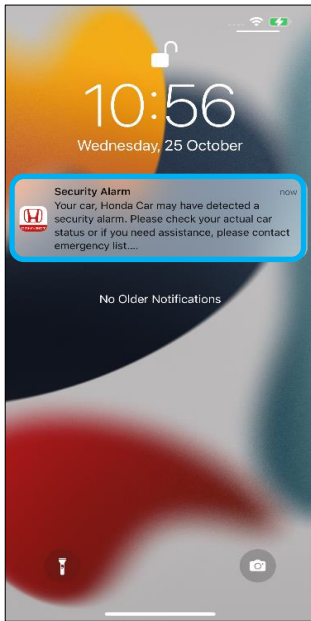 10:56
Wednesday, 25 October
Security Alarm now
Your car, Honda Car may have detected a
security alarm. Please check your actual car
status or if you need assistance, please contact
emergency list....
CONNECT
No Older Notifications